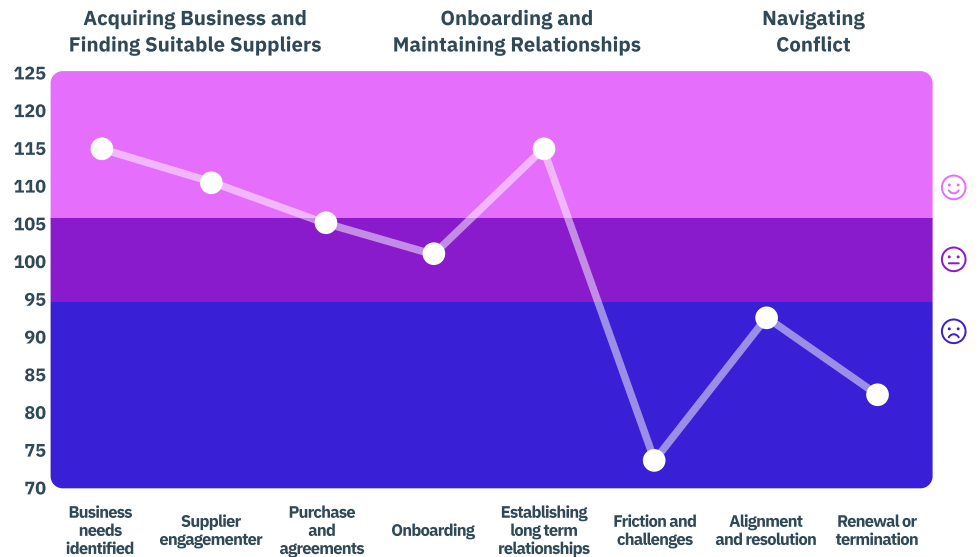 Acquiring Business and
Finding Suitable Suppliers
Onboarding and
Maintaining Relationships
Navigating
Conflict
125
120
115
110
105
100
95
90
85
80
75
70
Business
needs
identified
Supplier
engagementer
Purchase
and
agreements
Onboarding
Establishing
long term
relationships
Friction and
challenges
Alignment
and resolution
Renewal or
termination